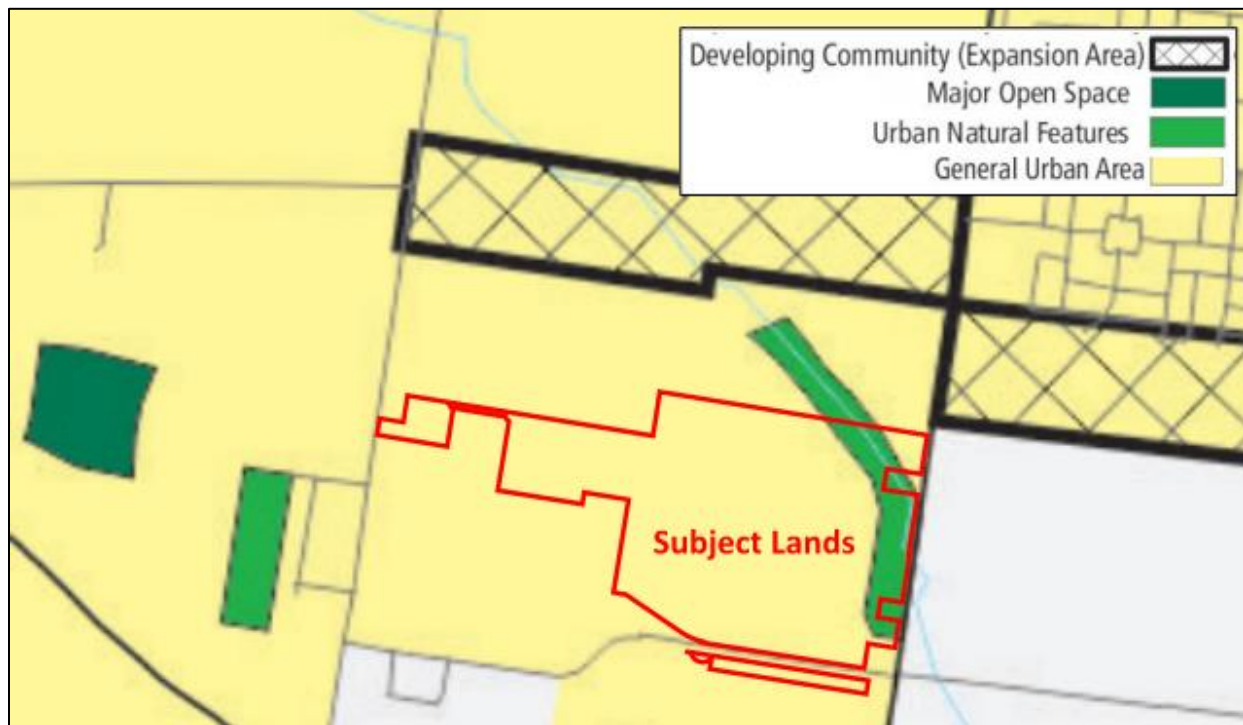 Developing Community (Expansion Area)
Major Open Space
Urban Natural Features
General Urban Area
Subject Lands